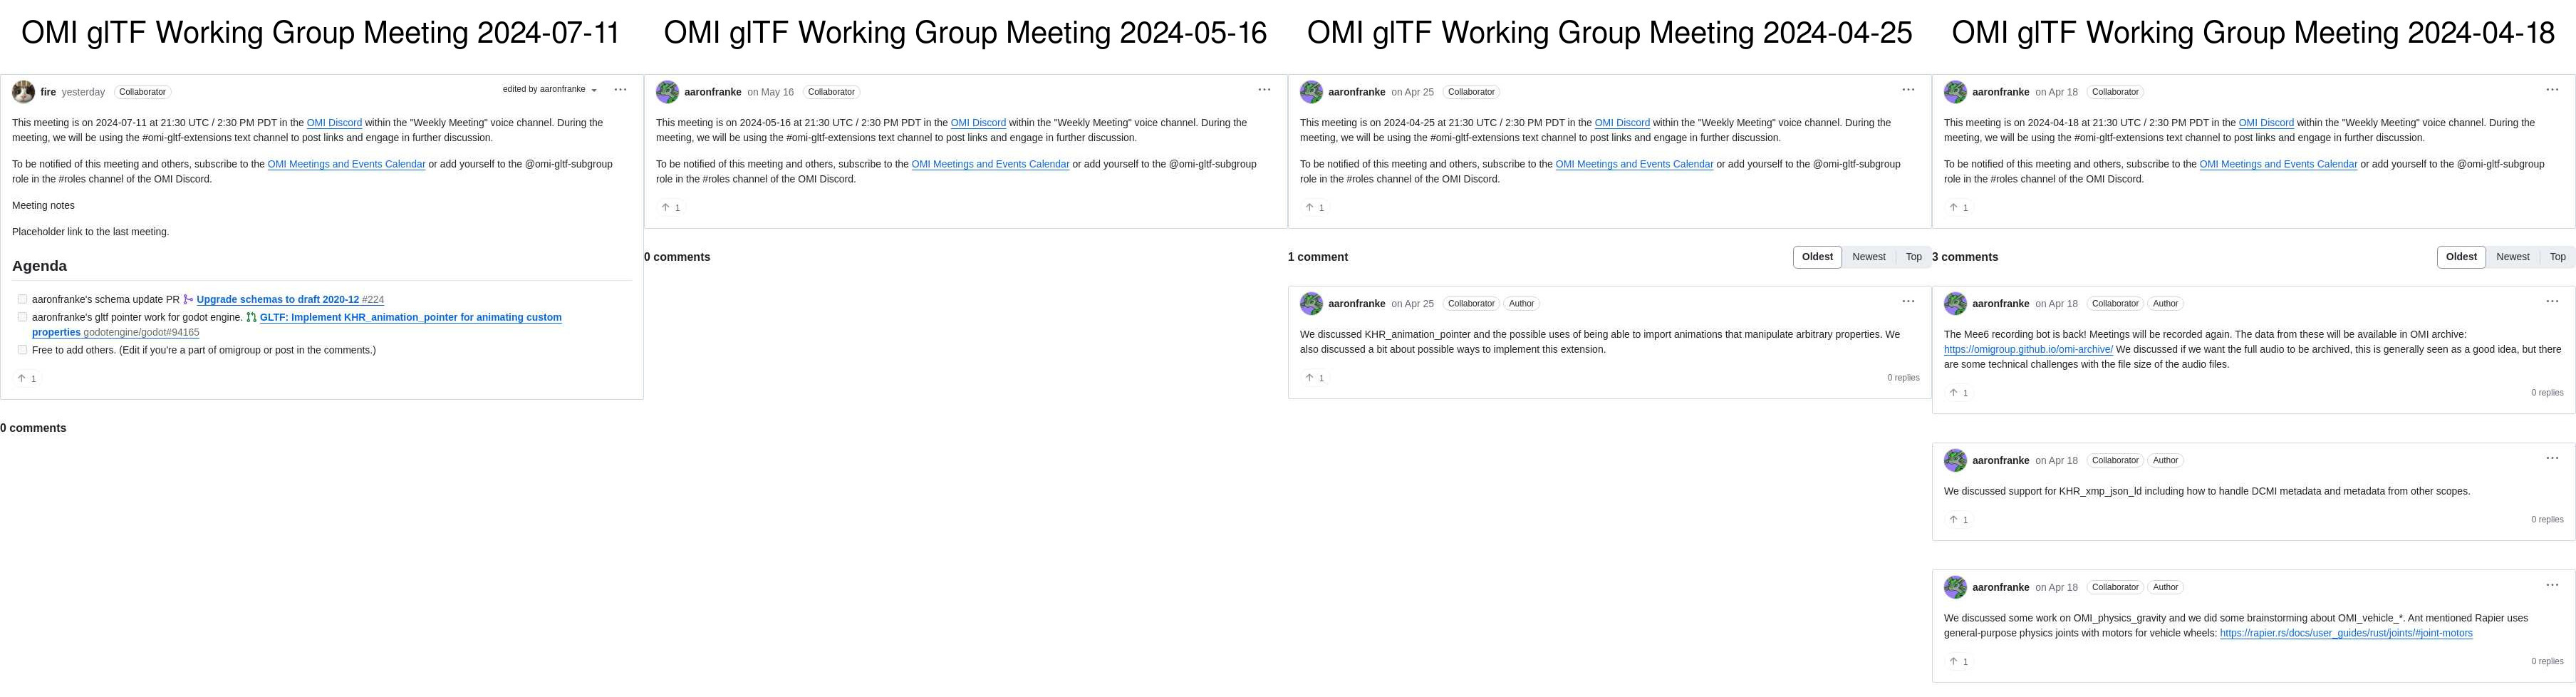 OMI glTF Working Group Meeting 2024-07-11
fire yesterday Collaborator
edited by aaronfranke
This meeting is on 2024-07-11 at 21:30 UTC / 2:30 PM PDT in the OMI Discord within the "Weekly Meeting" voice channel. During the
meeting, we will be using the #omi-gltf-extensions text channel to post links and engage in further discussion.
To be notified of this meeting and others, subscribe to the OMI Meetings and Events Calendar or add yourself to the @omi-gltf-subgroup
role in the #roles channel of the OMI Discord.
Meeting notes
Placeholder link to the last meeting.
Agenda
aaronfranke's schema update PR Upgrade schemas to draft 2020-12 #224
aaronfranke's gltf pointer work for godot engine. GLTF: Implement KHR_animation_pointer for animating custom
properties godotengine/godot#94165
Free to add others. (Edit if you're a part of omigroup or post in the comments.)
↑ 1
0 comments
OMI glTF Working Group Meeting 2024-05-16
aaronfranke on May 16 Collaborator
This meeting is on 2024-05-16 at 21:30 UTC / 2:30 PM PDT in the OMI Discord within the "Weekly Meeting" voice channel. During the
meeting, we will be using the #omi-gltf-extensions text channel to post links and engage in further discussion.
To be notified of this meeting and others, subscribe to the OMI Meetings and Events Calendar or add yourself to the @omi-gltf-subgroup
role in the #roles channel of the OMI Discord.
↑ 1
0 comments
OMI glTF Working Group Meeting 2024-04-25
aaronfranke on Apr 25 Collaborator
This meeting is on 2024-04-25 at 21:30 UTC / 2:30 PM PDT in the OMI Discord within the "Weekly Meeting" voice channel. During the
meeting, we will be using the #omi-gltf-extensions text channel to post links and engage in further discussion.
To be notified of this meeting and others, subscribe to the OMI Meetings and Events Calendar or add yourself to the @omi-gltf-subgroup
role in the #roles channel of the OMI Discord.
↑ 1
1 comment
Oldest Newest Top
aaronfranke on Apr 25 Collaborator Author
We discussed KHR_animation_pointer and the possible uses of being able to import animations that manipulate arbitrary properties. We
also discussed a bit about possible ways to implement this extension.
↑ 1
0 replies
OMI glTF Working Group Meeting 2024-04-18
aaronfranke on Apr 18 Collaborator
This meeting is on 2024-04-18 at 21:30 UTC / 2:30 PM PDT in the OMI Discord within the "Weekly Meeting" voice channel. During the
meeting, we will be using the #omi-gltf-extensions text channel to post links and engage in further discussion.
To be notified of this meeting and others, subscribe to the OMI Meetings and Events Calendar or add yourself to the @omi-gltf-subgroup
role in the #roles channel of the OMI Discord.
↑ 1
3 comments
Oldest Newest Top
aaronfranke on Apr 18 Collaborator Author
The Mee6 recording bot is back! Meetings will be recorded again. The data from these will be available in OMI archive:
https://omigroup.github.io/omi-archive/ We discussed if we want the full audio to be archived, this is generally seen as a good idea, but there
are some technical challenges with the file size of the audio files.
↑ 1
0 replies
aaronfranke on Apr 18 Collaborator Author
We discussed support for KHR_xmp_json_ld including how to handle DCMI metadata and metadata from other scopes.
↑ 1
0 replies
aaronfranke on Apr 18 Collaborator Author
We discussed some work on OMI_physics_gravity and we did some brainstorming about OMI_vehicle_*. Ant mentioned Rapier uses
general-purpose physics joints with motors for vehicle wheels: https://rapier.rs/docs/user_guides/rust/joints/#joint-motors
↑ 1
0 replies